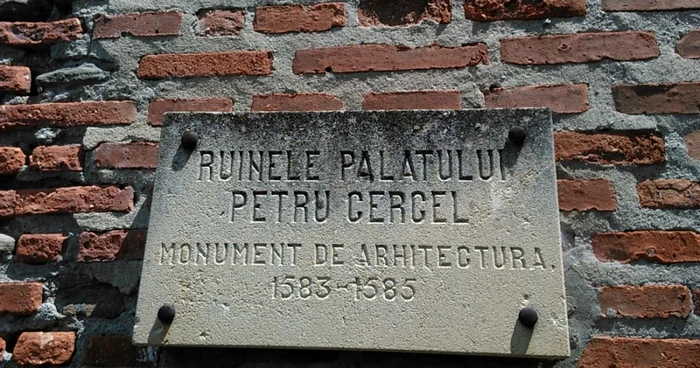 RUINELE PALATULUI
PETRU CERCEL
MONUMENT DE ARHITECTURA.
1583-1585